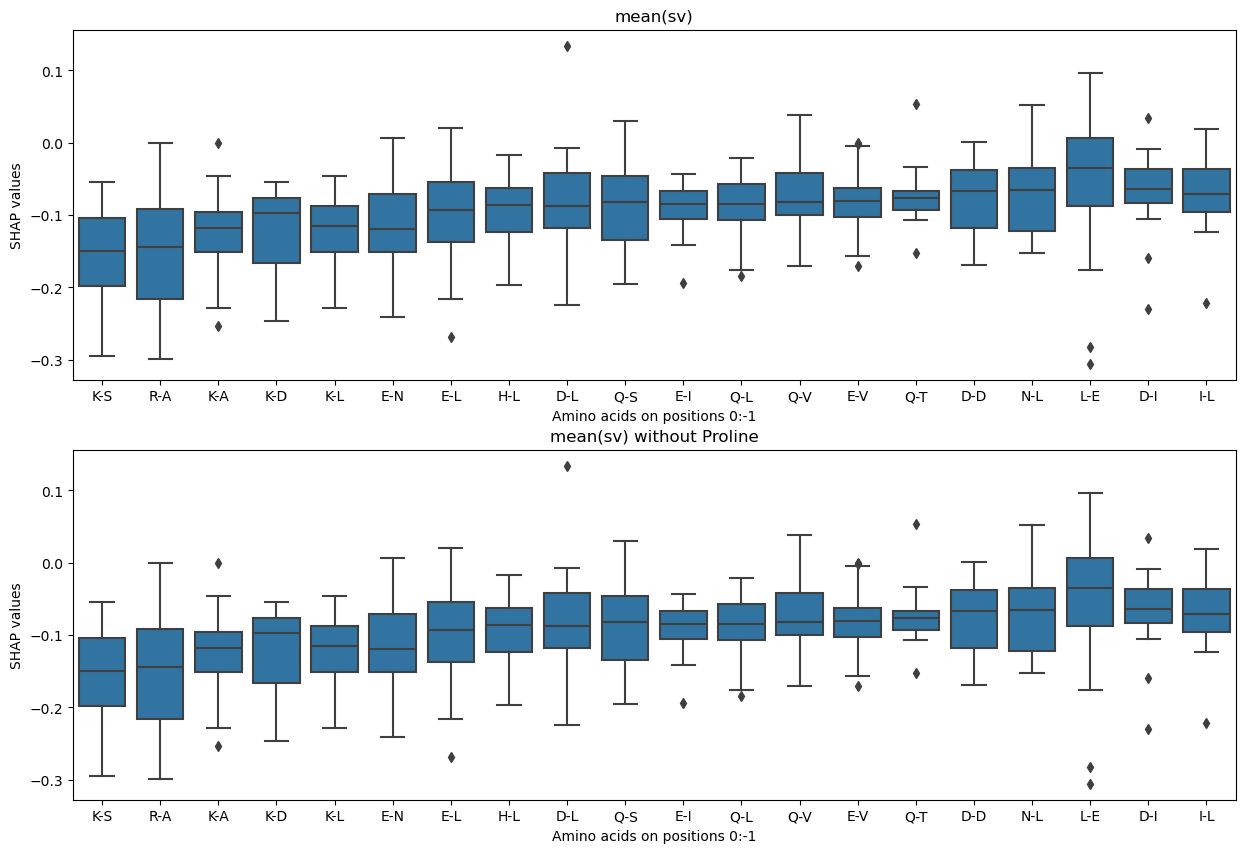 mean(sv)
SHAP values
0.1
0.0
−0.1
−0.2
−0.3
K-S R-A K-A K-D K-L E-N E-L H-L D-L Q-S E-I Q-L Q-V E-V Q-T D-D N-L L-E D-I I-L
Amino acids on positions 0:-1
mean(sv) without Proline
SHAP values
0.1
0.0
−0.1
−0.2
−0.3
K-S R-A K-A K-D K-L E-N E-L H-L D-L Q-S E-I Q-L Q-V E-V Q-T D-D N-L L-E D-I I-L
Amino acids on positions 0:-1